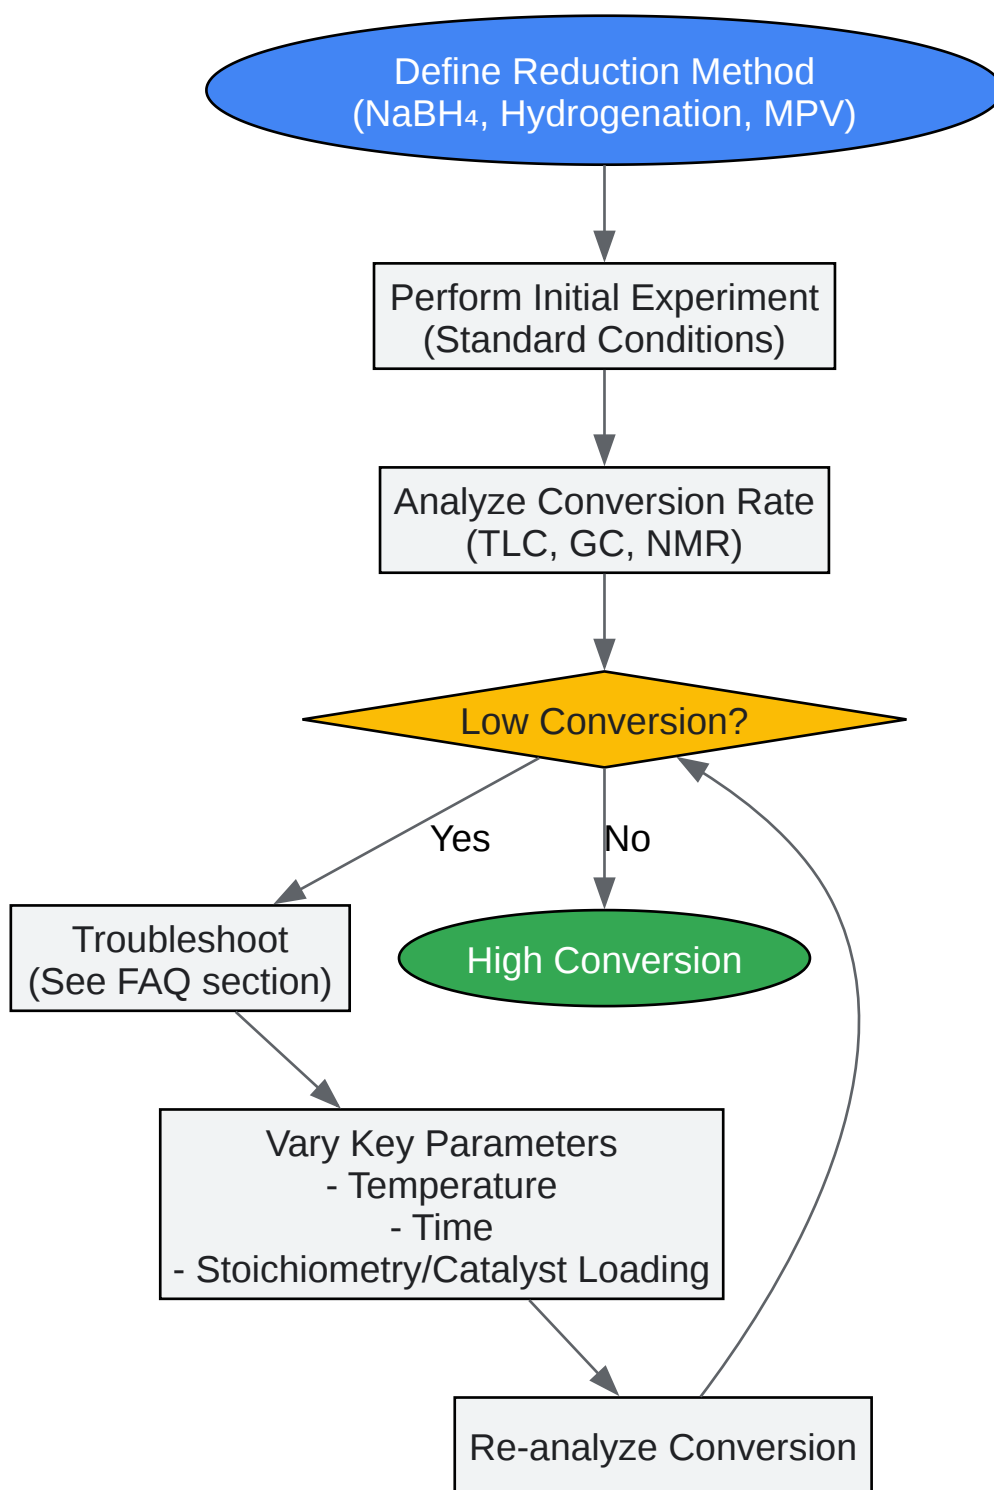 Define Reduction Method
(NaBH₄, Hydrogenation, MPV)
Perform Initial Experiment
(Standard Conditions)
Analyze Conversion Rate
(TLC, GC, NMR)
Low Conversion?
Yes
No
Troubleshoot
(See FAQ section)
High Conversion
Vary Key Parameters
- Temperature
- Time
- Stoichiometry/Catalyst Loading
Re-analyze Conversion